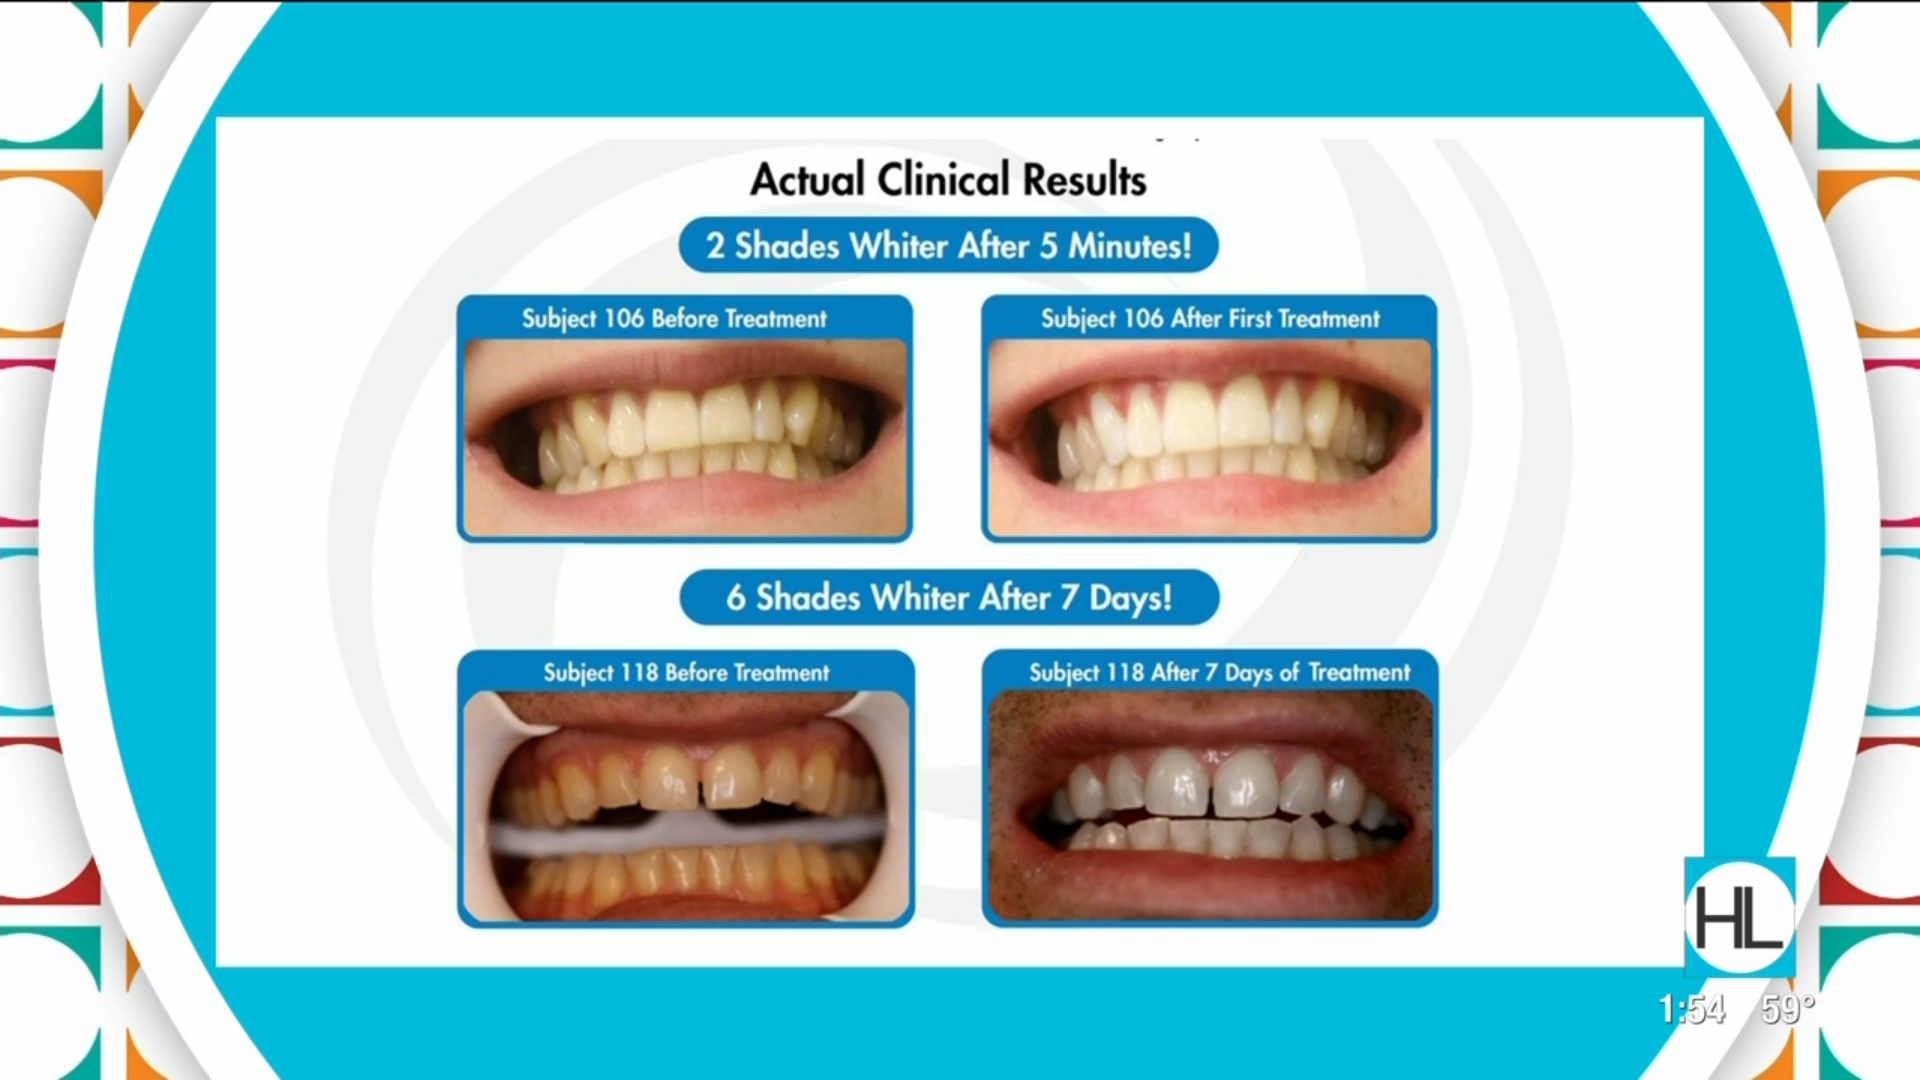 Actual Clinical Results
2 Shades Whiter After 5 Minutes!
Subject 106 Before Treatment
Subject 106 After First Treatment
6 Shades Whiter After 7 Days!
Subject 118 Before Treatment
Subject 118 After 7 Days of Treatment
HL
1:54 59°